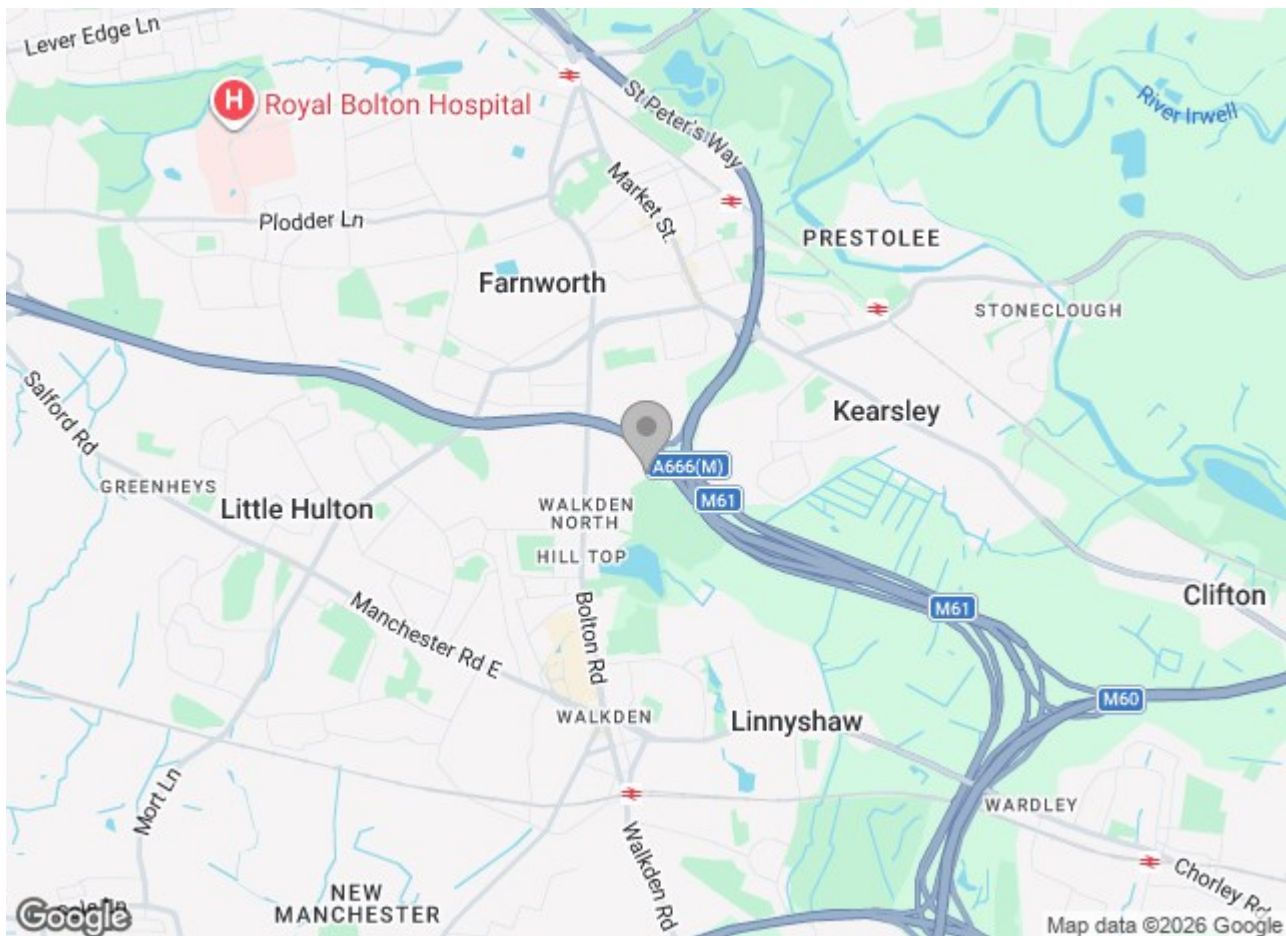 Lever Edge Ln
H
Royal Bolton Hospital
St Peter's Way
River Irwell
Market St.
Plodder Ln
PRESTOLEE
Farnworth
STONECLOUGH
Salford Rd
Kearsley
A666(M)
GREENHEYS
M61
Little Hulton
WALKDEN
NORTH
HILL TOP
Clifton
M61
Manchester Rd E
Bolton Rd
M60
WALKDEN
Linnyshaw
Mort Ln
WARDLEY
Walkden Rd
Chorley Rd
NEW
MANCHESTER
Google
Map data ©2026 Google